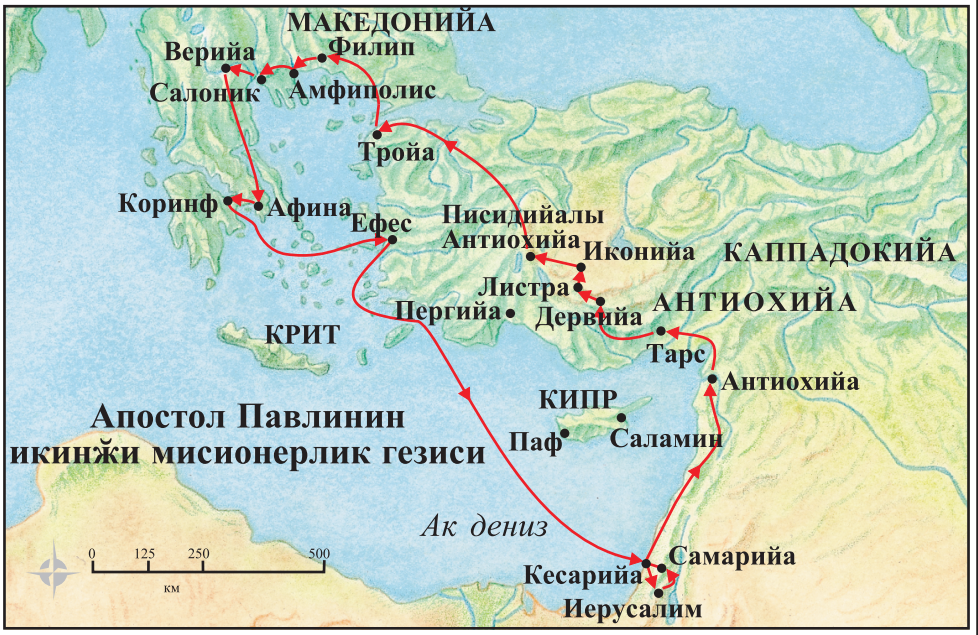 МАКЕДОНИЙА
Верийа
Филип
Салоник
Амфиполис
Тройа
Коринф
Афина
Ефес
Писидийалы
Антиохийа
Иконийа
КАППАДОКИЙА
Листра
АНТИОХИЙА
Пергийа
Дервийа
КРИТ
Тарс
Антиохийа
КИПР
Апостол Павлинин
икинӂи мисионерлик гезиси
Паф
Саламин
Ак дениз
0 125 250 500
км
Самарийа
Кесарийа
Иерусалим